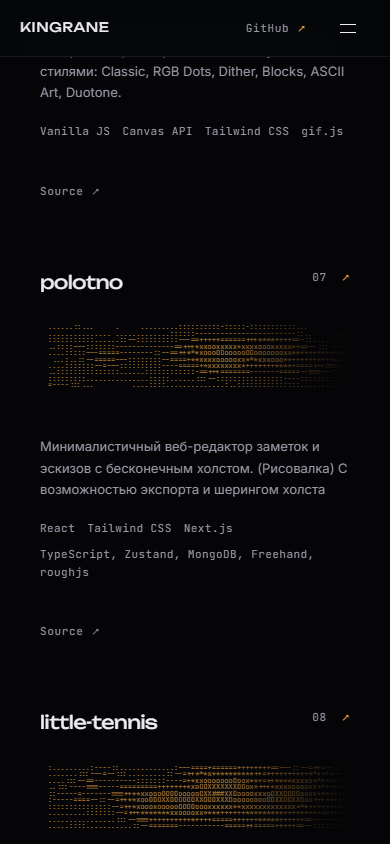 KINGRANE
GitHub ↗
стилями: Classic, RGB Dots, Dither, Blocks, ASCII
Art, Duotone.
Vanilla JS Canvas API Tailwind CSS gif.js
Source ↗
polotno
07 ↗
Минималистичный веб-редактор заметок и
эскизов с бесконечным холстом. (Рисовалка) С
возможностью экспорта и шерингом холста
React Tailwind CSS Next.js
TypeScript, Zustand, MongoDB, Freehand,
roughjs
Source ↗
little-tennis
08 ↗